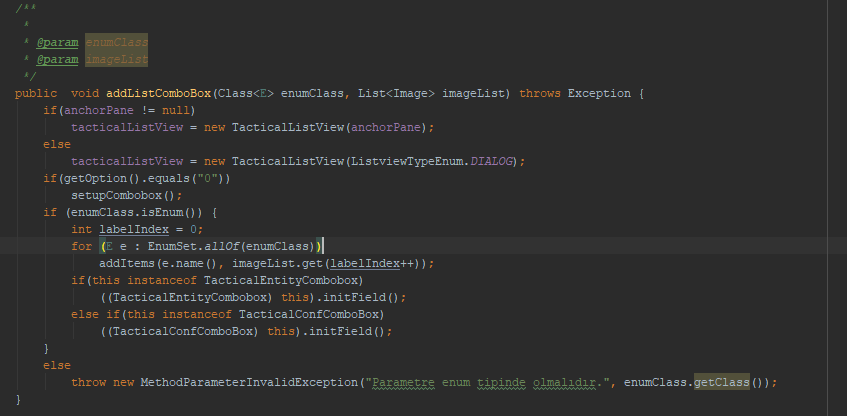 /**
*
* @param enumClass
* @param imageList
*/
public  void addListComboBox(Class<E> enumClass, List<Image> imageList) throws Exception {
if(anchorPane != null)
tacticalListView = new TacticalListView(anchorPane);
else
tacticalListView = new TacticalListView(ListviewTypeEnum.DIALOG);
if(getOption().equals("0"))
setupCombobox();
if (enumClass.isEnum()) {
int labelIndex = 0;
for (E e : EnumSet.allOf(enumClass))
addItems(e.name(), imageList.get(labelIndex++));
if(this instanceof TacticalEntityCombobox)
((TacticalEntityCombobox) this).initField();
else if(this instanceof TacticalConfComboBox)
((TacticalConfComboBox) this).initField();
}
else
throw new MethodParameterInvalidException("Parametre enum tipinde olmalıdır.", enumClass.getClass());
}